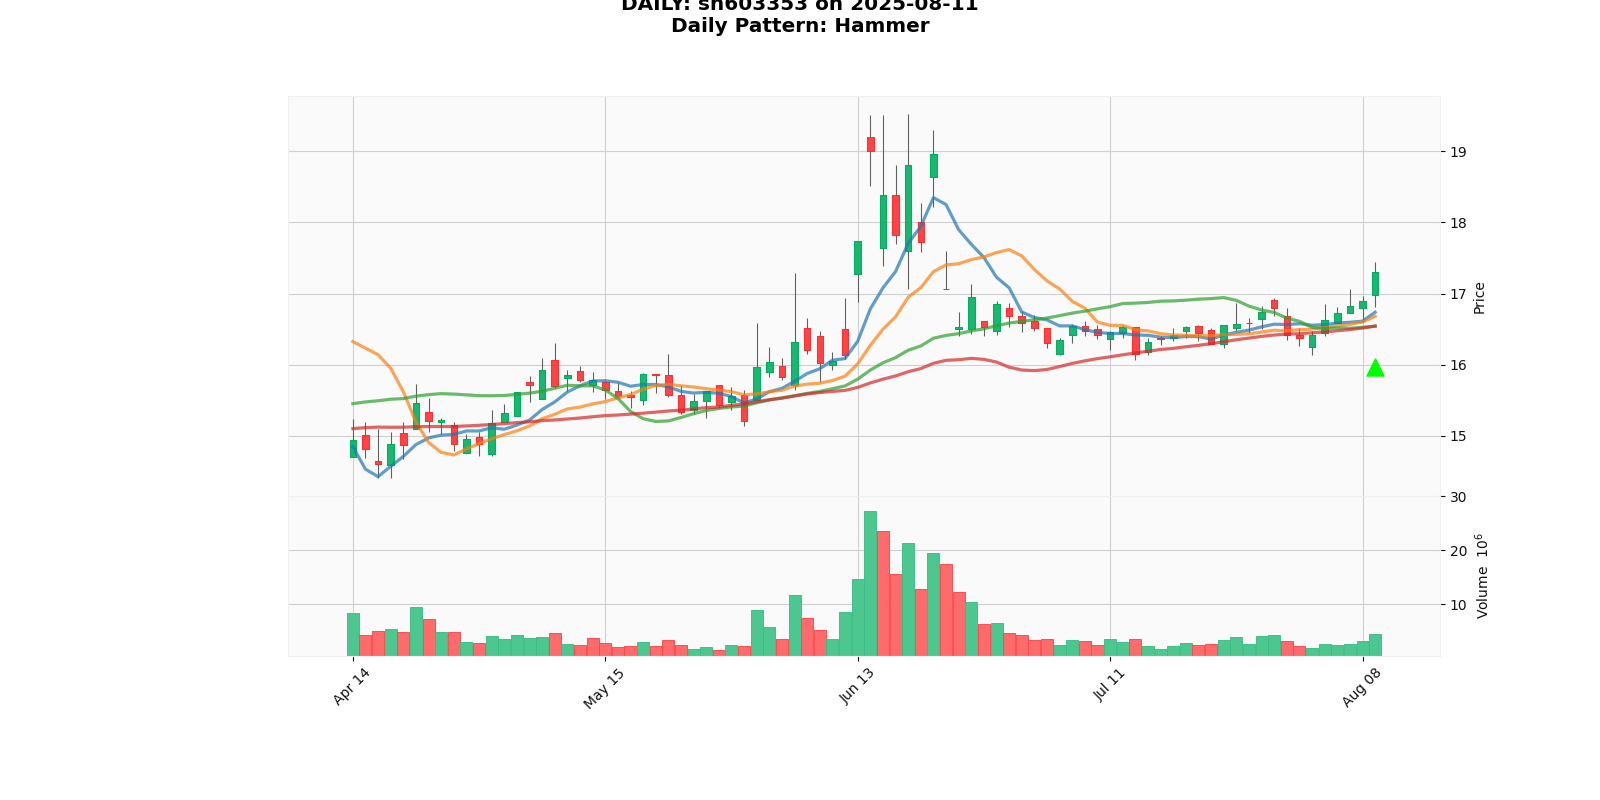 DAILY: sh603353 on 2025-08-11
Daily Pattern: Hammer
19
18
17
16
15
Price
30
20
10
Volume 10^6
Apr 14
May 15
Jun 13
Jul 11
Aug 08